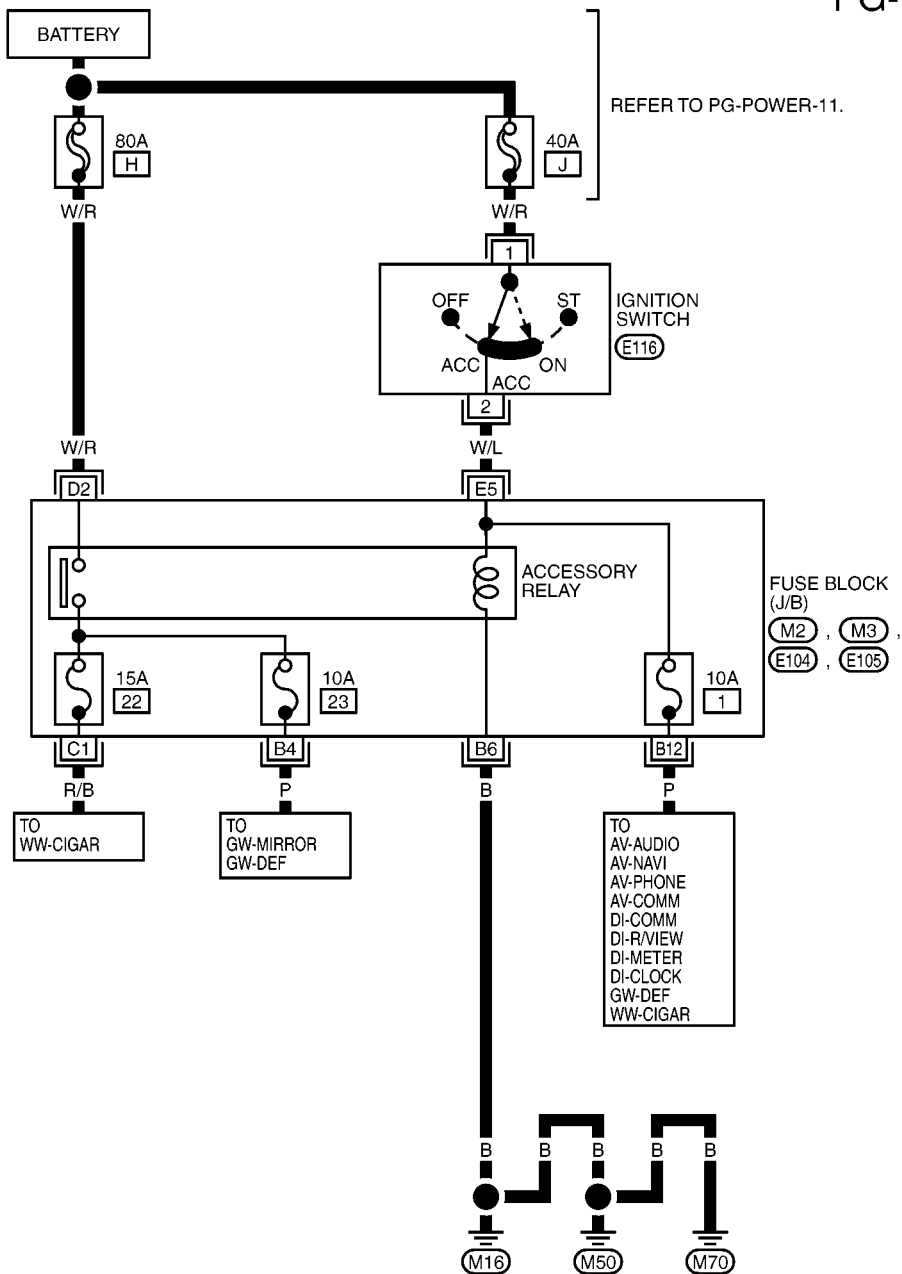 PG-
BATTERY
REFER TO PG-POWER-11.
80A
H
40A
J
W/R
W/R
1
OFF
ST
IGNITION
SWITCH
E116
ACC
ON
ACC
2
W/R
W/L
D2
E5
ACCESSORY
RELAY
FUSE BLOCK
(J/B)
M2 , M3 ,
E104 , E105
15A
22
10A
23
10A
1
C1
B4
B6
B12
R/B
P
B
P
TO
WW-CIGAR
TO
GW-MIRROR
GW-DEF
TO
AV-AUDIO
AV-NAVI
AV-PHONE
AV-COMM
DI-COMM
DI-R/VIEW
DI-METER
DI-CLOCK
GW-DEF
WW-CIGAR
B
B
B
B
B
M16
M50
M70